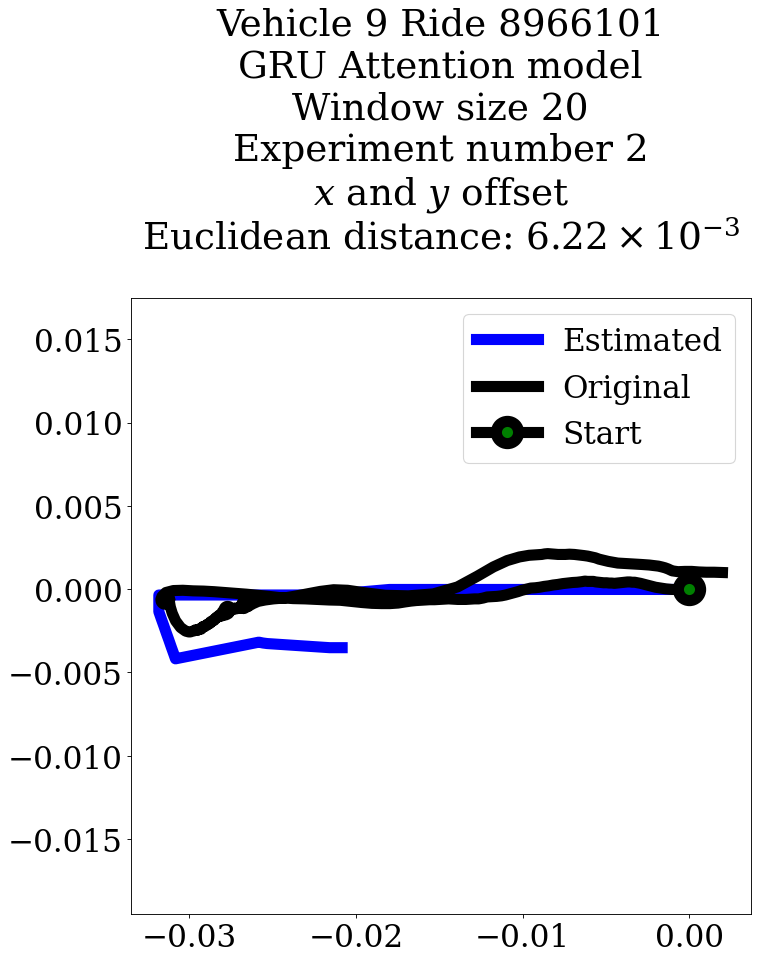 Vehicle 9 Ride 8966101
GRU Attention model
Window size 20
Experiment number 2
x and y offset
Euclidean distance: 6.22 × 10⁻³
Estimated
Original
Start
0.015
0.010
0.005
0.000
−0.005
−0.010
−0.015
−0.03 −0.02 −0.01 0.00